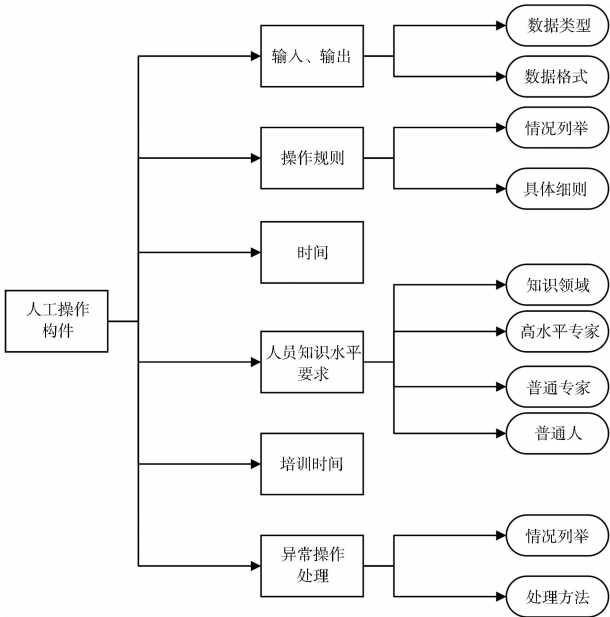 人工操作
构件
输入、输出
数据类型
数据格式
操作规则
情况列举
具体细则
时间
人员知识水平
要求
知识领域
高水平专家
普通专家
普通人
培训时间
异常操作
处理
情况列举
处理方法